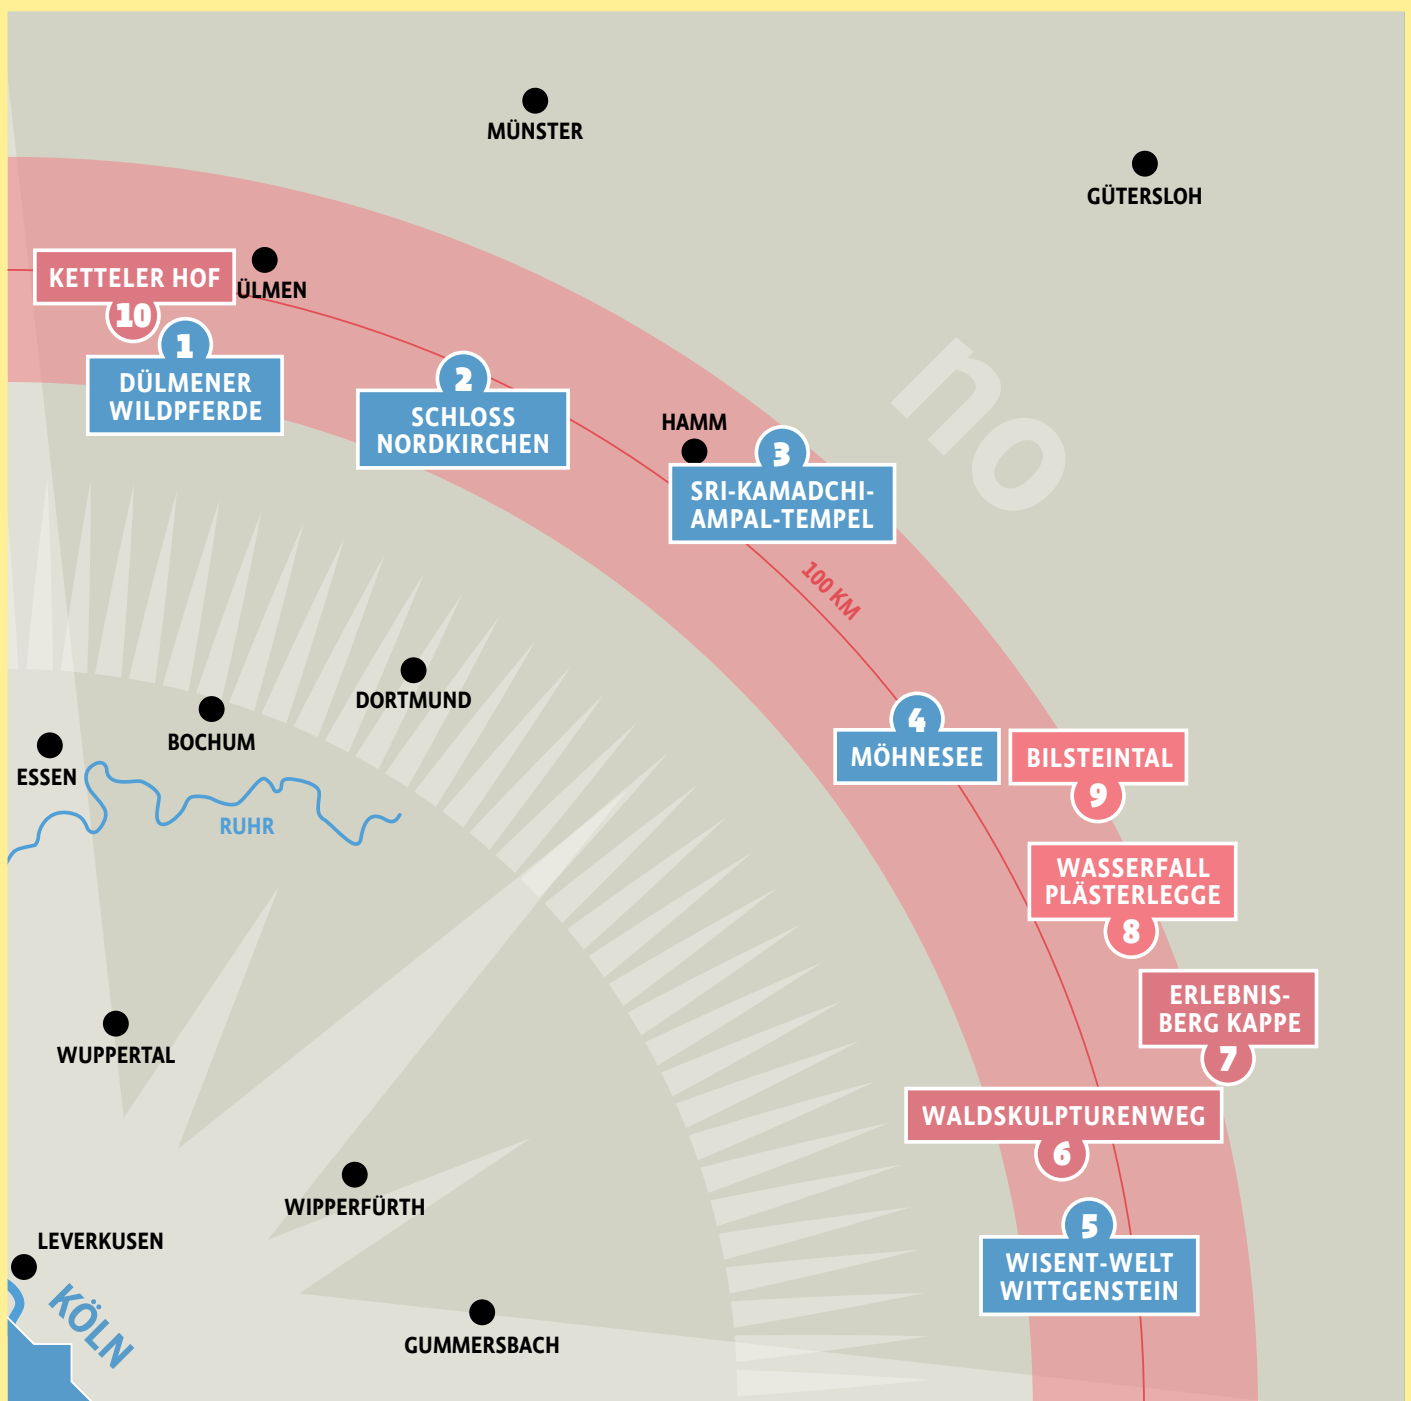 MÜNSTER
GÜTERSLOH
KETTELER HOF
10
ÜLMEN
1
DÜLMENER
WILDPFERDE
2
SCHLOSS
NORDKIRCHEN
HAMM
3
SRI-KAMADCHI-
AMPAL-TEMPEL
no
100 KM
DORTMUND
BOCHUM
ESSEN
RUHR
4
MÖHNESEE
BILSTEINTAL
9
WASSERFALL
PLÄSTERLEGGE
8
ERLEBNIS-
BERG KAPPE
7
WUPPERTAL
WALDSKULPTURENWEG
6
WIPPERFÜRTH
5
WISENT-WELT
WITTGENSTEIN
LEVERKUSEN
KÖLN
GUMMERSBACH